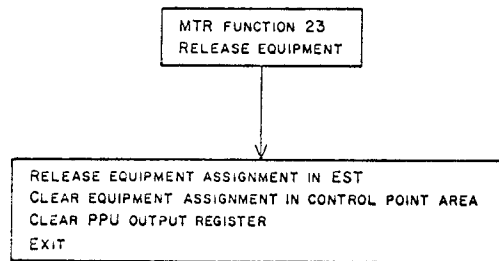 MTR FUNCTION 23
RELEASE EQUIPMENT
RELEASE EQUIPMENT ASSIGNMENT IN EST
CLEAR EQUIPMENT ASSIGNMENT IN CONTROL POINT AREA
CLEAR PPU OUTPUT REGISTER
EXIT